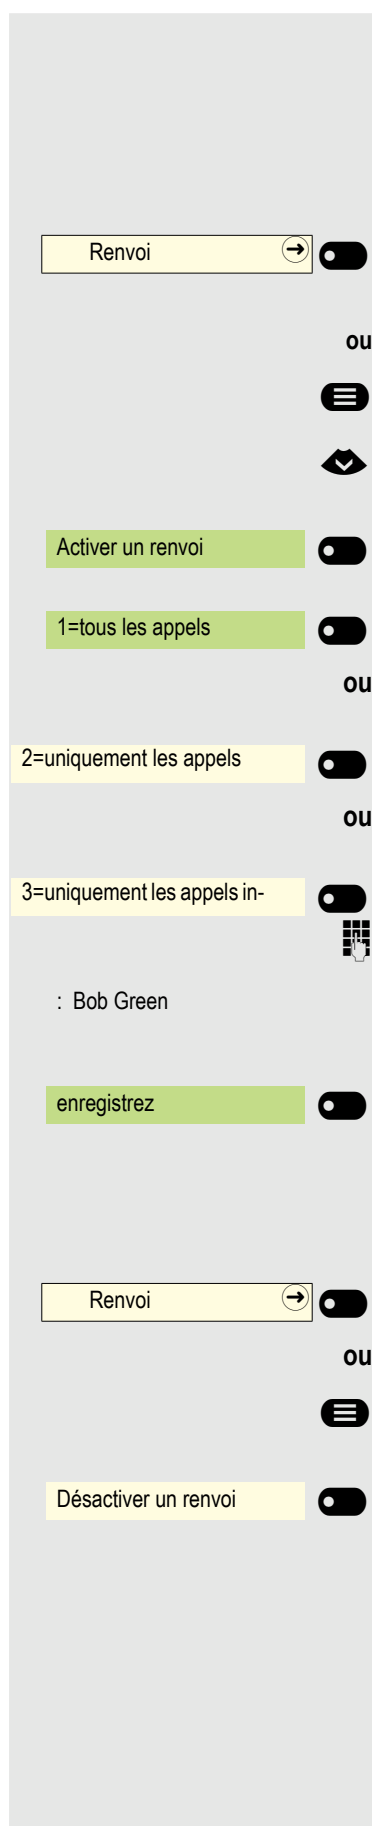 Renvoi
ou
Activer un renvoi
1=tous les appels
ou
2=uniquement les appels
ou
3=uniquement les appels in-
: Bob Green
enregistrez
Renvoi
ou
Désactiver un renvoi